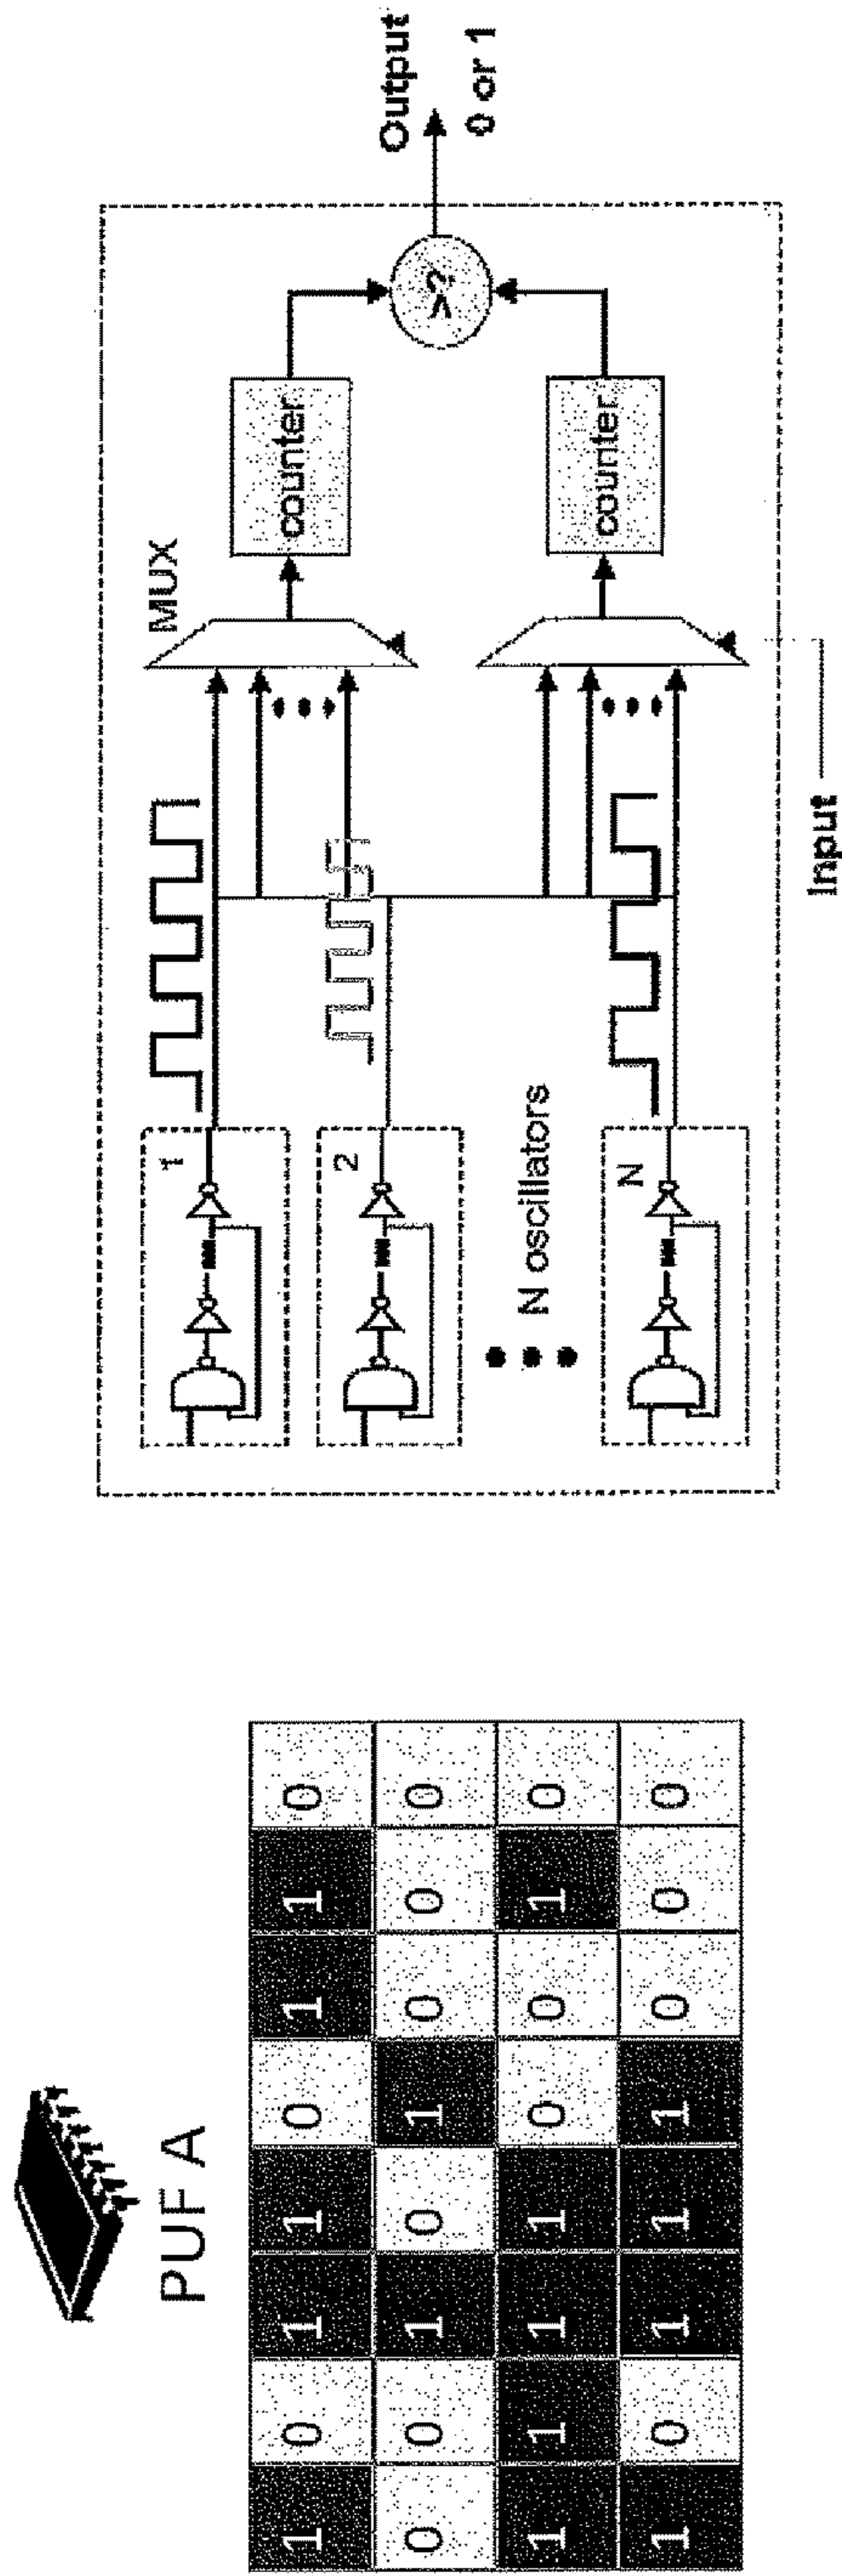 PUF A
1 0 1 1 0 1 1 0
0 0 1 0 1 0 0 0
1 1 1 1 0 0 1 0
1 0 1 1 1 0 0 0
1
2
N oscillators
N
MUX
counter
counter
>?
Output
0 or 1
Input